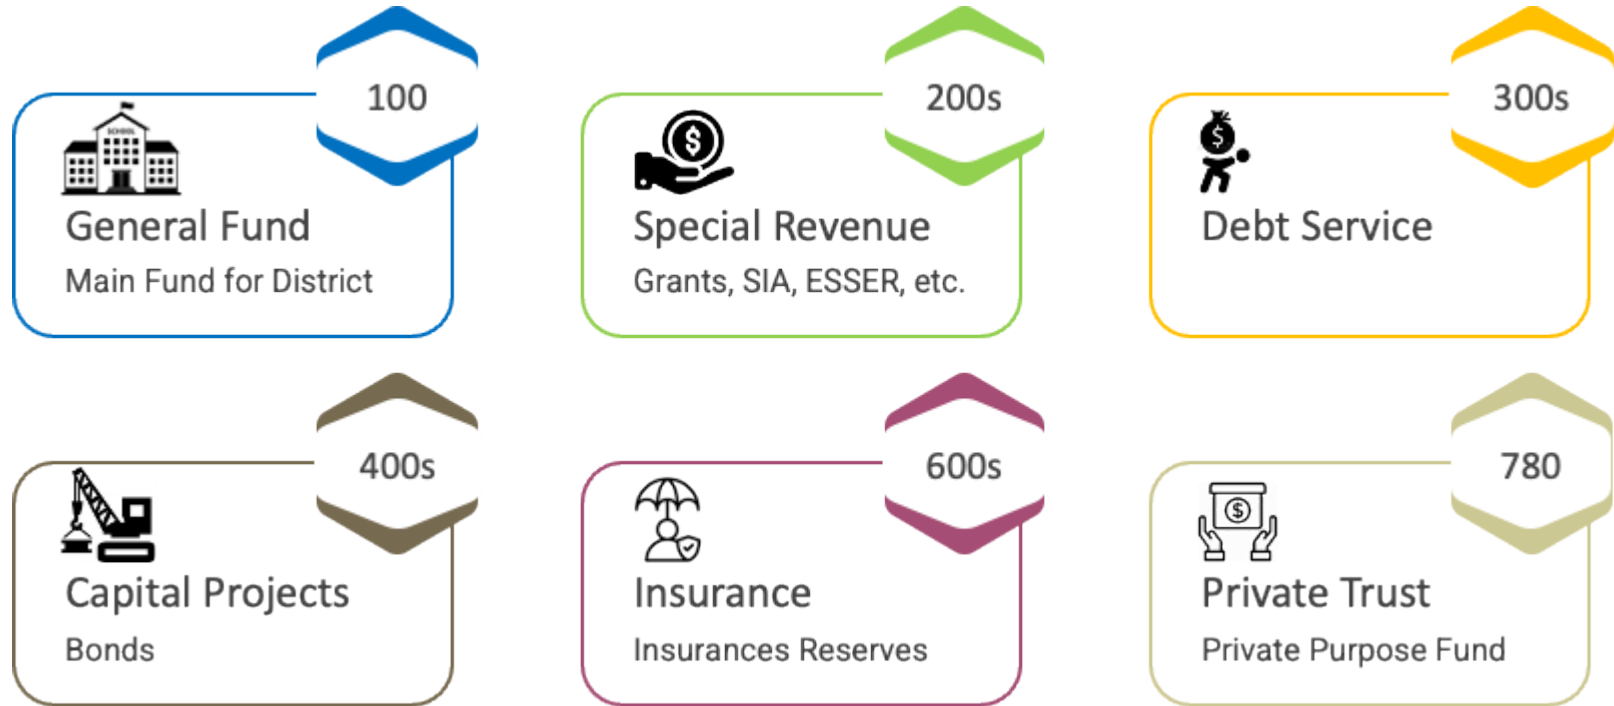 100
SCHOOL
General Fund
Main Fund for District
200s
$
Special Revenue
Grants, SIA, ESSER, etc.
300s
$
Debt Service
400s
Capital Projects
Bonds
600s
Insurance
Insurances Reserves
780
$
Private Trust
Private Purpose Fund